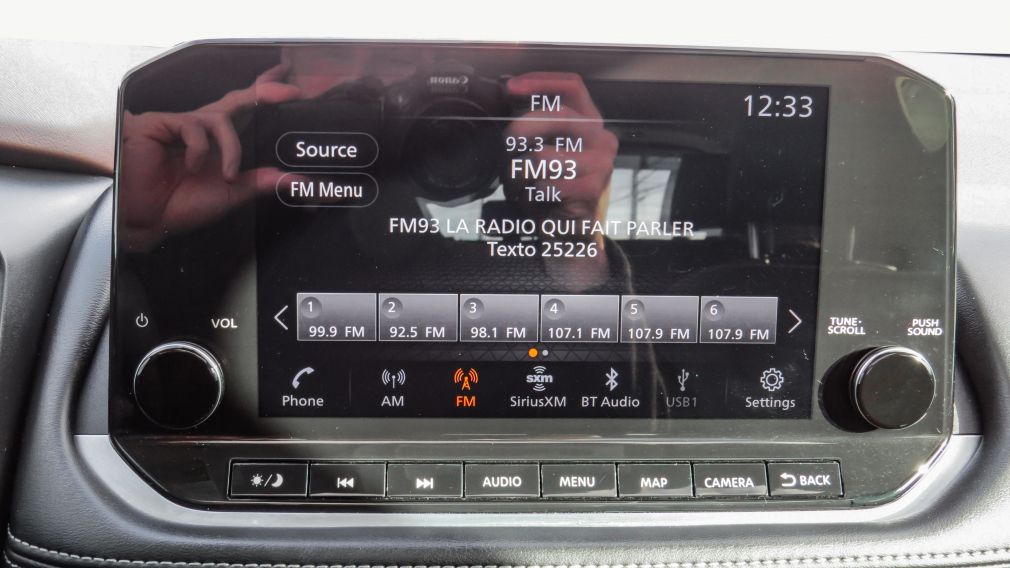 Canon
FM
12:33
Source
93.3 FM
FM93
FM Menu
Talk
FM93 LA RADIO QUI FAIT PARLER
Texto 25226
1 2 3 4 5 6
99.9 FM 92.5 FM 98.1 FM 107.1 FM 107.9 FM 107.9 FM
VOL
TUNE•
SCROLL
PUSH
SOUND
sxm
Phone AM FM SiriusXM BT Audio USB1 Settings
AUDIO MENU MAP CAMERA BACK